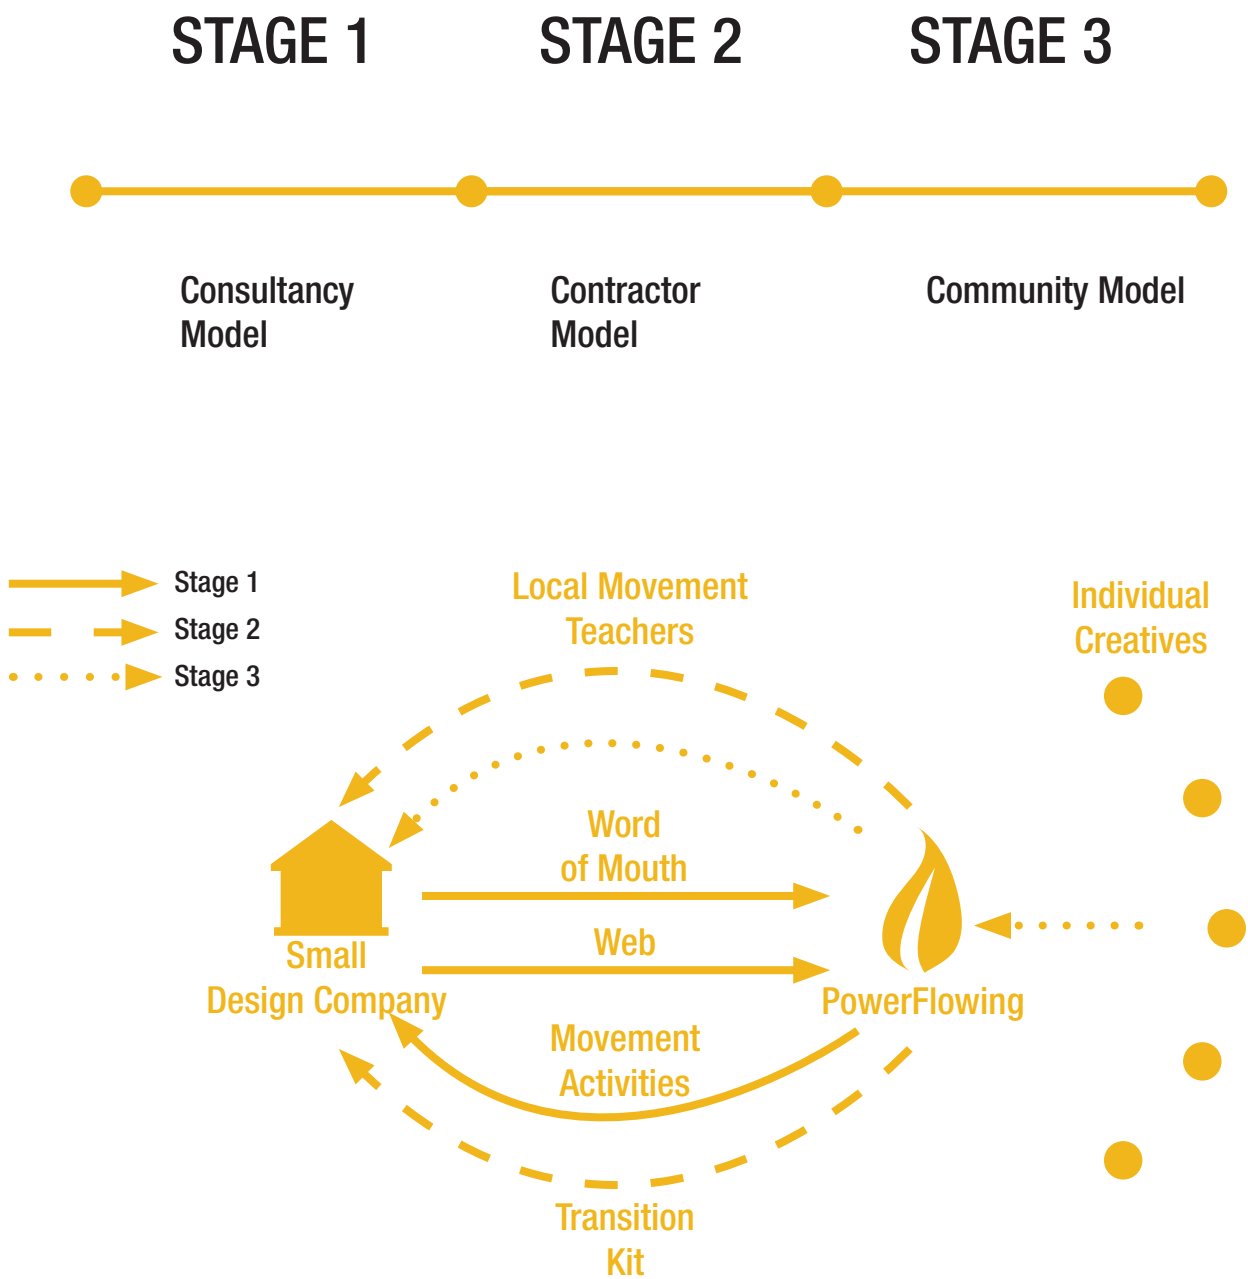 STAGE 1
STAGE 2
STAGE 3
Consultancy
Model
Contractor
Model
Community Model
Stage 1
Stage 2
Stage 3
Local Movement
Teachers
Individual
Creatives
Word
of Mouth
Web
Small
Design Company
PowerFlowing
Movement
Activities
Transition
Kit